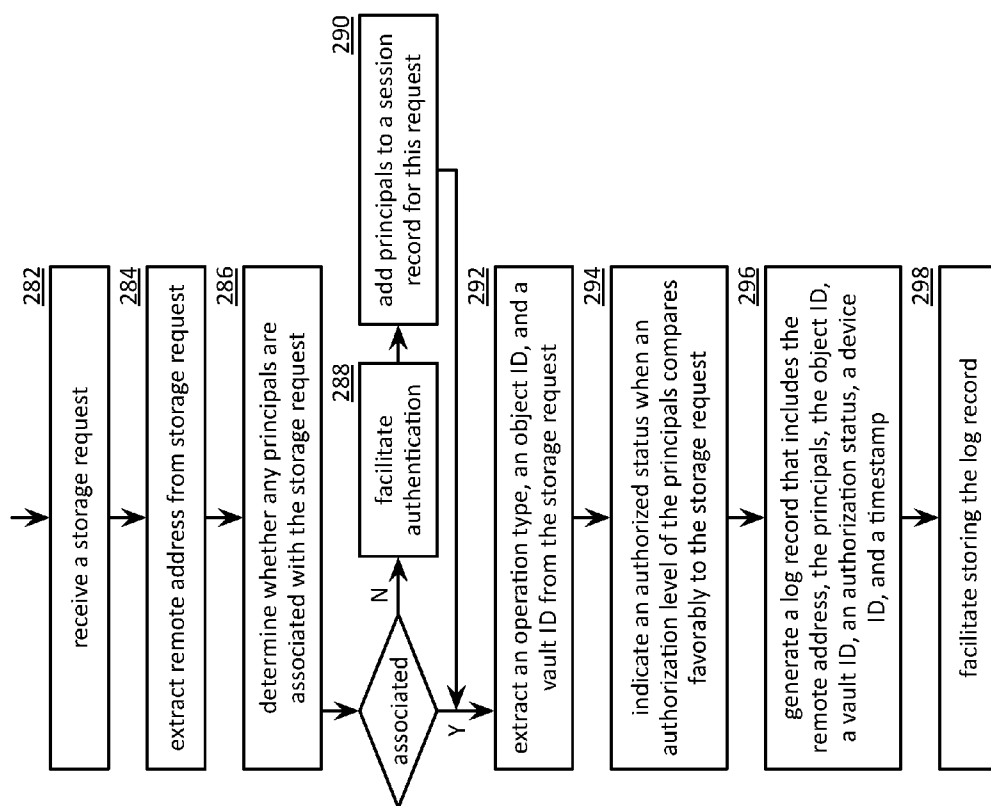 282
receive a storage request
284
extract remote address from storage request
286
determine whether any principals are
associated with the storage request
associated
N
Y
288
facilitate
authentication
290
add principals to a session
record for this request
292
extract an operation type, an object ID, and a
vault ID from the storage request
294
indicate an authorized status when an
authorization level of the principals compares
favorably to the storage request
296
generate a log record that includes the
remote address, the principals, the object ID,
a vault ID, an authorization status, a device
ID, and a timestamp
298
facilitate storing the log record